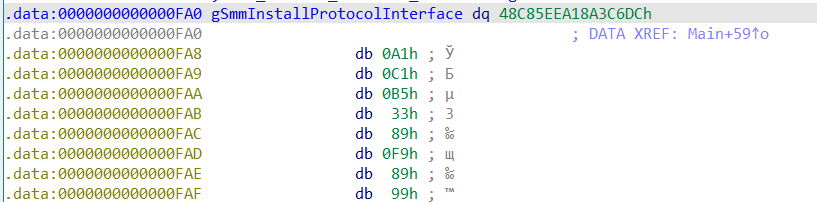 .data:0000000000000FA0 gSmmInstallProtocolInterface dq 48C85EEA18A3C6DCh
.data:0000000000000FA0 ; DATA XREF: Main+59↑o
.data:0000000000000FA8 db 0A1h ; Ў
.data:0000000000000FA9 db 0C1h ; Б
.data:0000000000000FAA db 0B5h ; µ
.data:0000000000000FAB db 33h ; 3
.data:0000000000000FAC db 89h ; ‰
.data:0000000000000FAD db 0F9h ; щ
.data:0000000000000FAE db 89h ; ‰
.data:0000000000000FAF db 99h ; ™